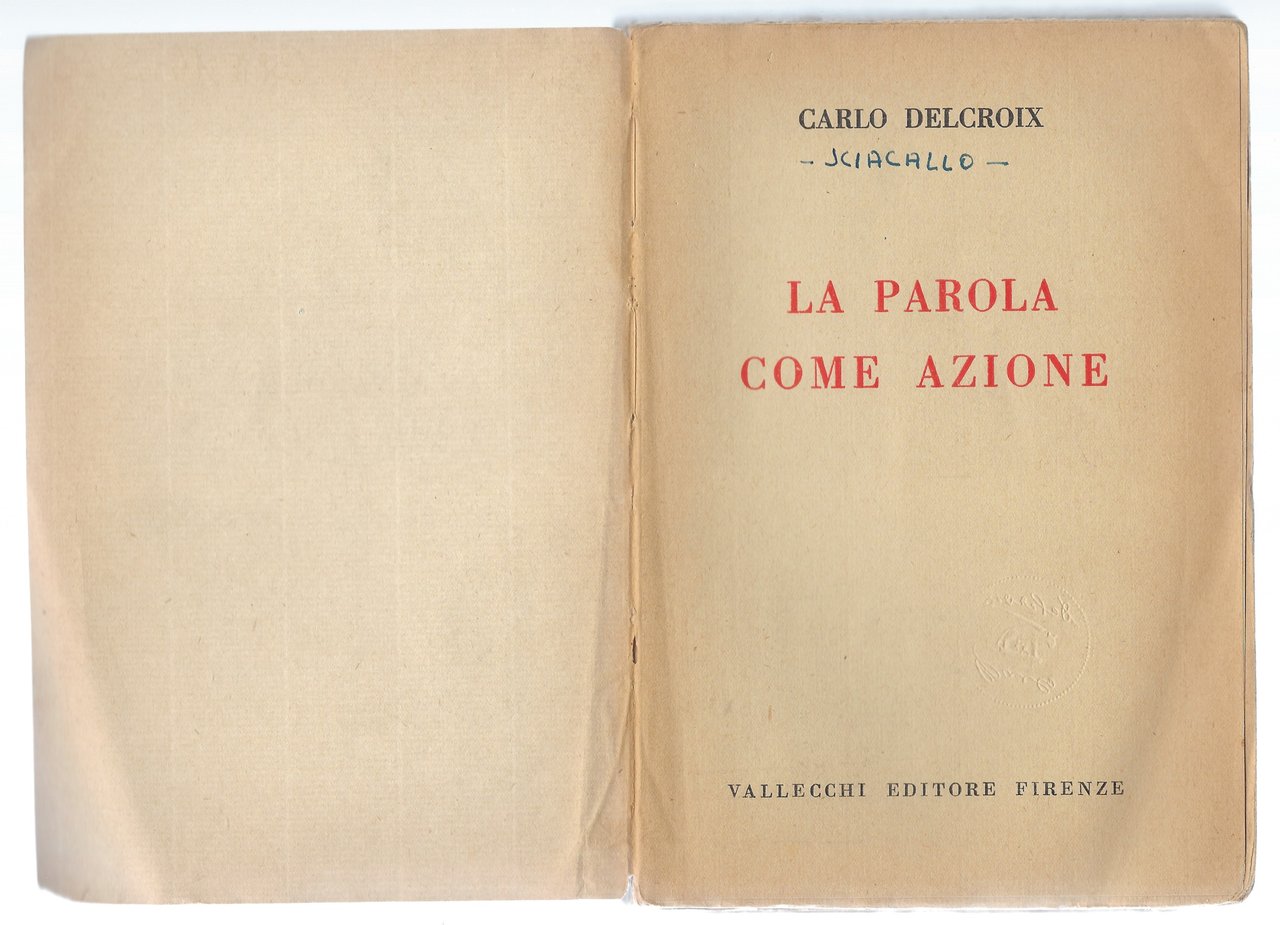 CARLO DELCROIX
- SCIACALLO -
LA PAROLA
COME AZIONE
VALLECCHI EDITORE FIRENZE